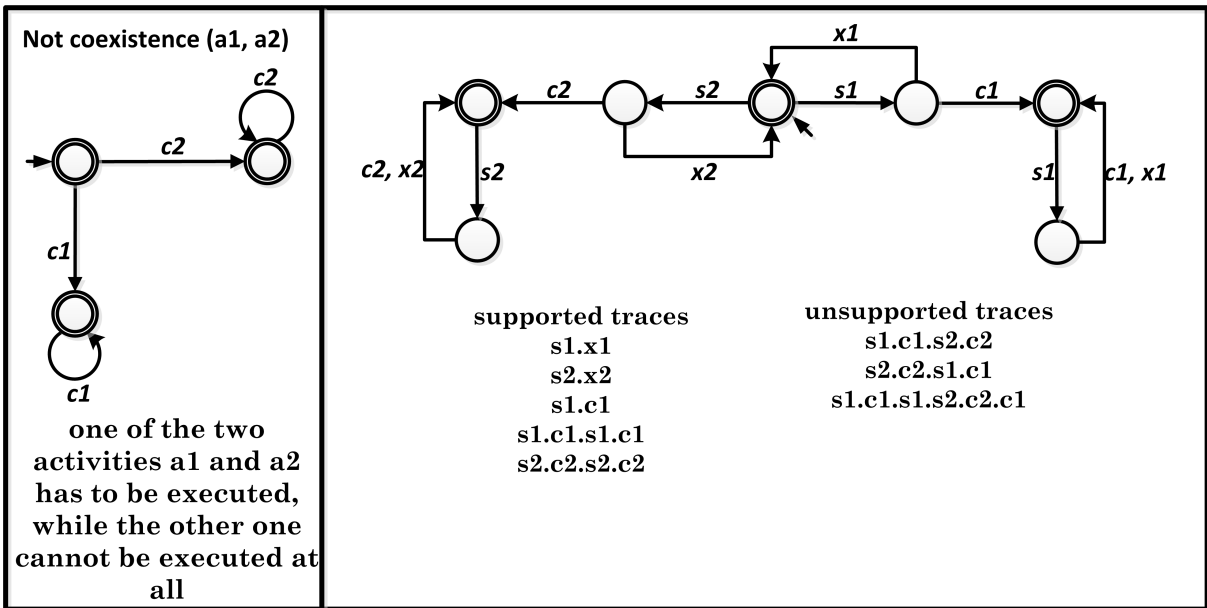 Not coexistence (a1, a2)
c2
c2
c1
c1
one of the two
activities a1 and a2
has to be executed,
while the other one
cannot be executed at
all
x1
c2
s2
s1
c1
c2, x2
s2
x2
s1
c1, x1
supported traces
s1.x1
s2.x2
s1.c1
s1.c1.s1.c1
s2.c2.s2.c2
unsupported traces
s1.c1.s2.c2
s2.c2.s1.c1
s1.c1.s1.s2.c2.c1